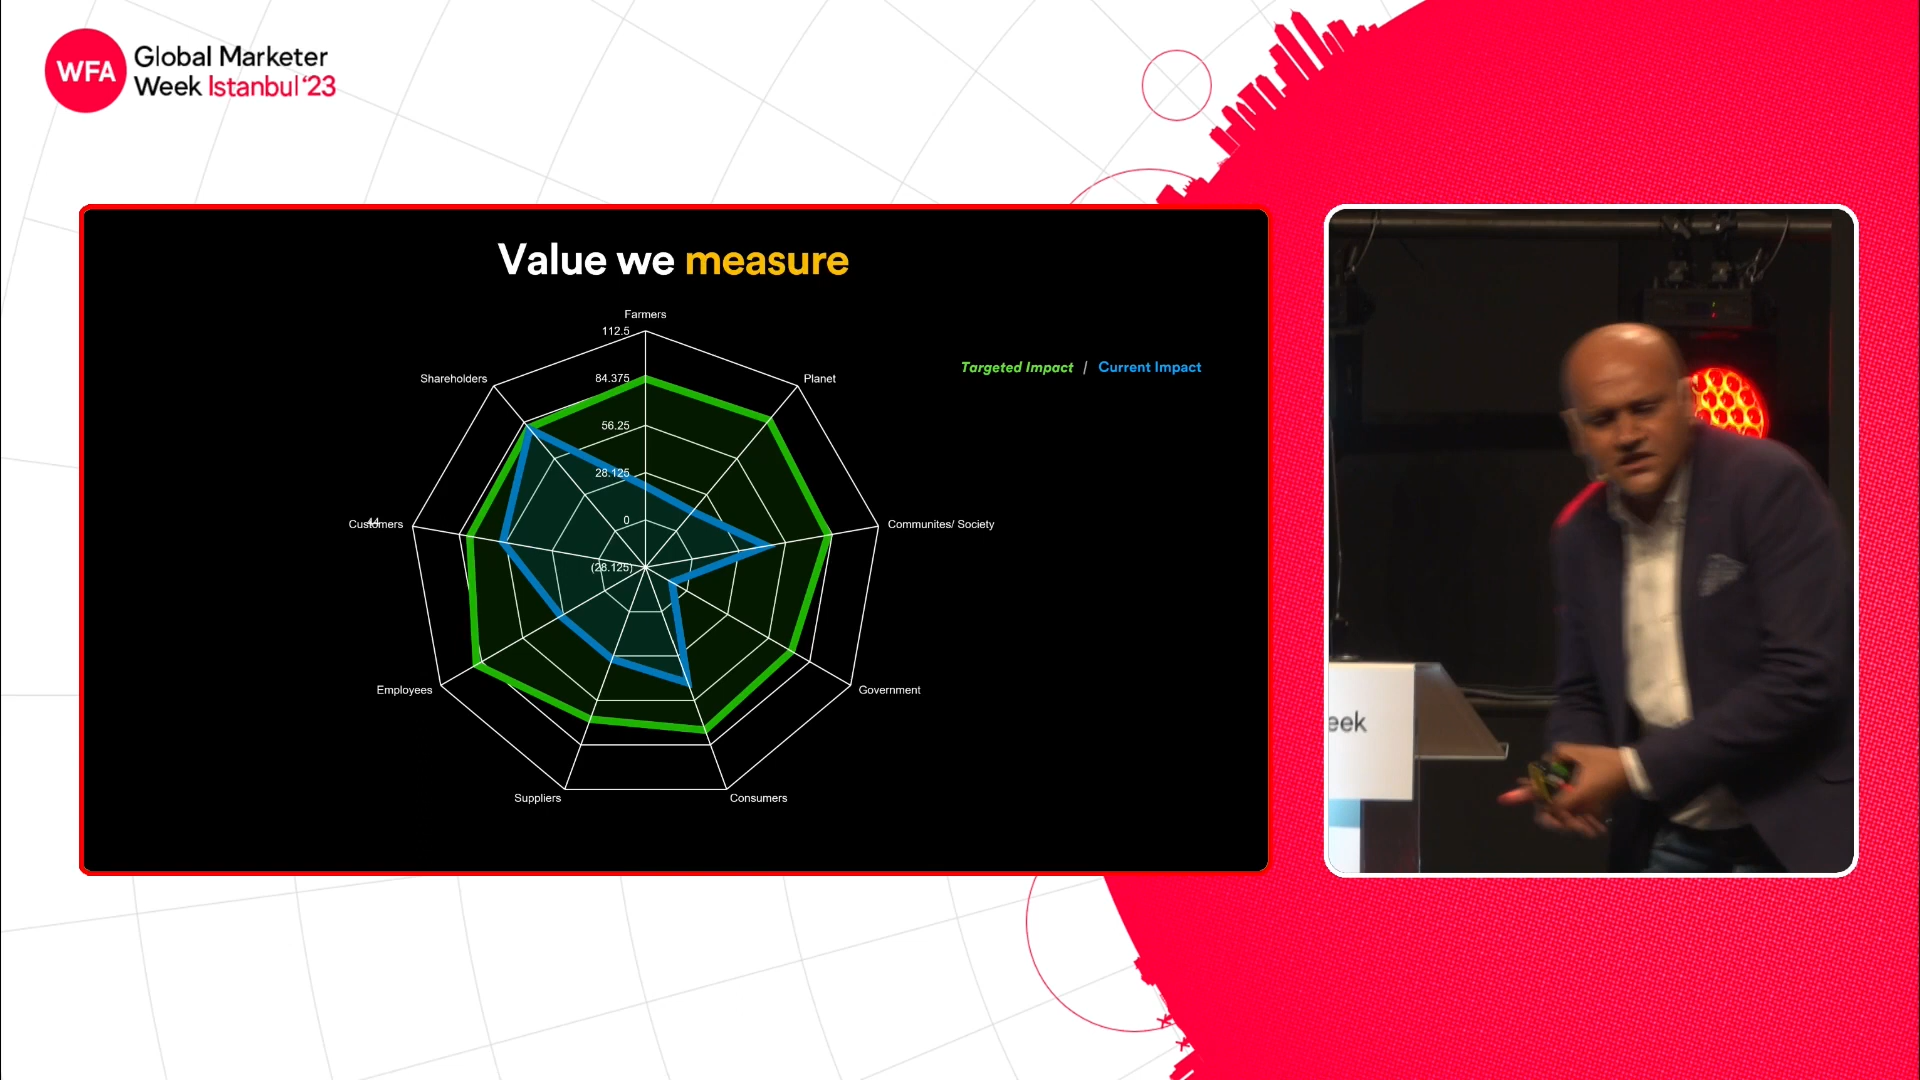 WFA
Global Marketer
Week Istanbul '23
Value we measure
Targeted Impact / Current Impact
Farmers
112.5
84.375
56.25
28.125
0
(28.125)
Planet
Communites/ Society
Government
Consumers
Suppliers
Employees
Customers
44
Shareholders
eek